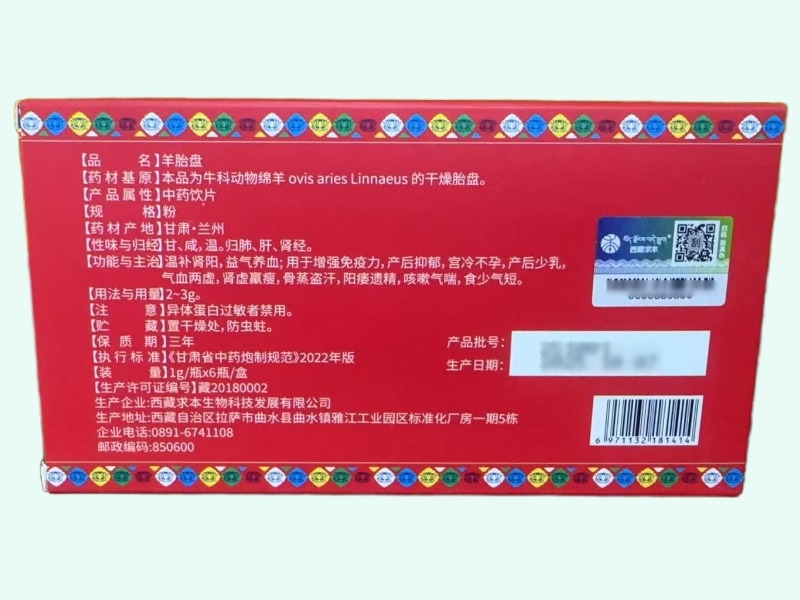 【品 名】羊胎盘
【药材基原】本品为牛科动物绵羊 ovis aries Linnaeus 的干燥胎盘。
【产品属性】中药饮片
【规 格】粉
【药材产地】甘肃·兰州
【性味与归经】甘、咸,温。归肺、肝、肾经。
【功能与主治】温补肾阳,益气养血;用于增强免疫力,产后抑郁,宫冷不孕,产后少乳,
气血两虚,肾虚羸瘦,骨蒸盗汗,阳痿遗精,咳嗽气喘,食少气短。
【用法与用量】2~3g。
【注 意】异体蛋白过敏者禁用。
【贮 藏】置干燥处,防虫蛀。
【保 质 期】三年
【执行标准】《甘肃省中药炮制规范》2022年版
【装 量】1g/瓶x6瓶/盒
【生产许可证编号】藏20180002
生产企业:西藏求本生物科技发展有限公司
生产地址:西藏自治区拉萨市曲水县曲水镇雅江工业园区标准化厂房一期5栋
企业电话:0891-6741108
邮政编码:850600
西藏求本
刮
产品批号:
生产日期:
6 971132 181414